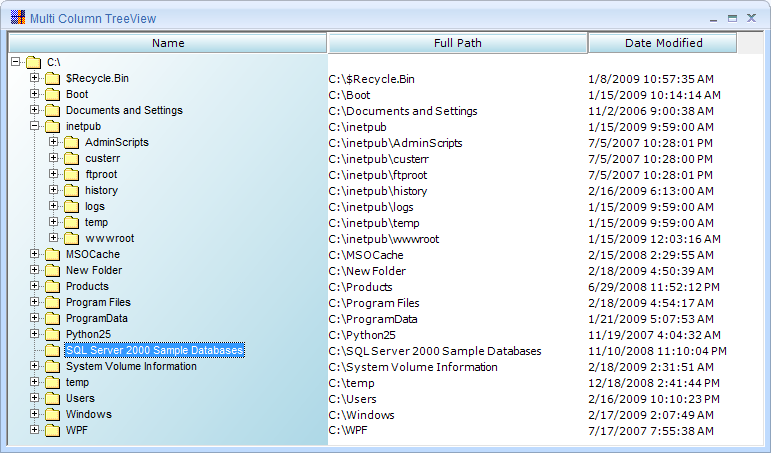 Multi Column TreeView
Name Full Path Date Modified
C:\
$Recycle.Bin C:\$Recycle.Bin 1/8/2009 10:57:35 AM
Boot C:\Boot 1/15/2009 10:14:14 AM
Documents and Settings C:\Documents and Settings 11/2/2006 9:00:38 AM
inetpub C:\inetpub 1/15/2009 9:59:00 AM
AdminScripts C:\inetpub\AdminScripts 7/5/2007 10:28:01 PM
custerr C:\inetpub\custerr 7/5/2007 10:28:00 PM
ftproot C:\inetpub\ftproot 7/5/2007 10:28:01 PM
history C:\inetpub\history 2/16/2009 6:13:00 AM
logs C:\inetpub\logs 1/15/2009 9:59:00 AM
temp C:\inetpub\temp 1/15/2009 9:59:00 AM
wwwroot C:\inetpub\wwwroot 1/15/2009 12:03:16 AM
MSOCache C:\MSOCache 2/15/2008 2:29:55 AM
New Folder C:\New Folder 2/18/2009 4:50:39 AM
Products C:\Products 6/29/2008 11:52:12 PM
Program Files C:\Program Files 2/18/2009 4:54:17 AM
ProgramData C:\ProgramData 1/21/2009 5:07:53 AM
Python25 C:\Python25 11/19/2007 4:04:32 AM
SQL Server 2000 Sample Databases C:\SQL Server 2000 Sample Databases 11/10/2008 11:10:04 PM
System Volume Information C:\System Volume Information 2/18/2009 2:31:51 AM
temp C:\temp 12/18/2008 2:41:44 PM
Users C:\Users 2/16/2009 10:10:23 PM
Windows C:\Windows 2/17/2009 2:07:49 AM
WPF C:\WPF 7/17/2007 7:55:38 AM